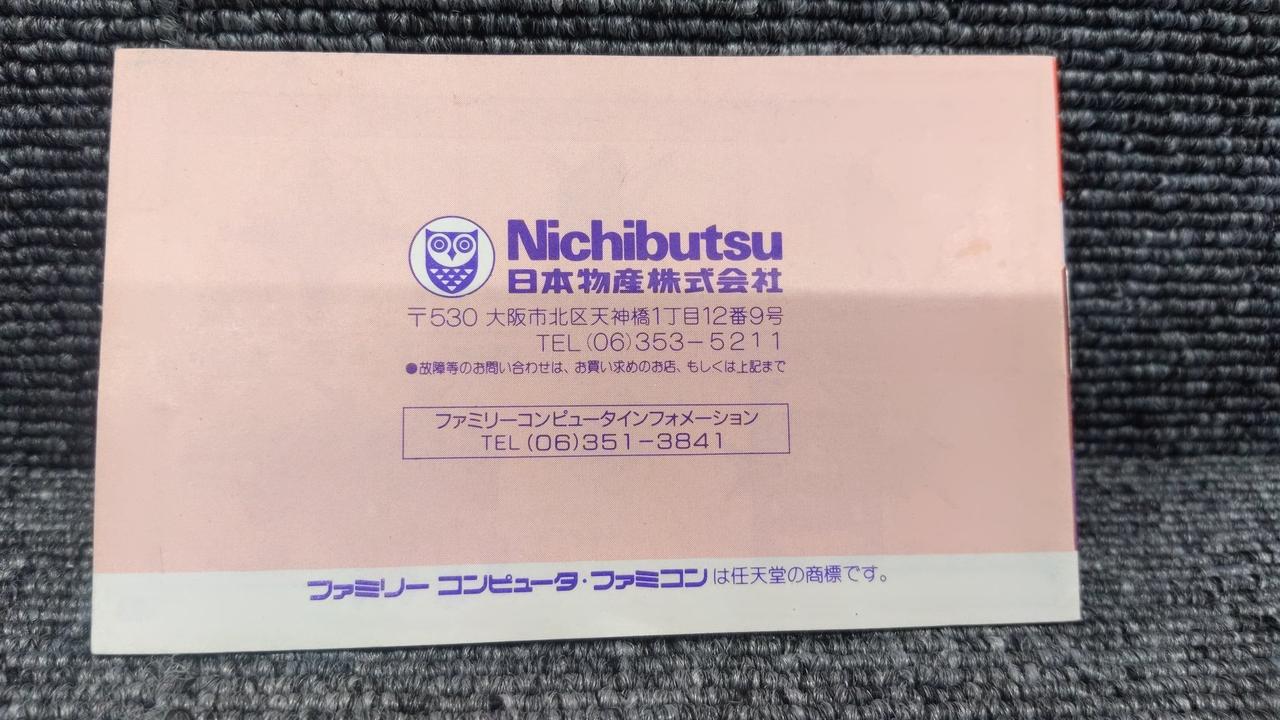 Nichibutsu
日本物産株式会社
〒530 大阪市北区天神橋1丁目12番9号
TEL(06)353-5211
●故障等のお問い合わせは、お買い求めのお店、もしくは上記まで
ファミリーコンピュータインフォメーション
TEL(06)351-3841
ファミリー コンピュータ・ファミコンは任天堂の商標です。